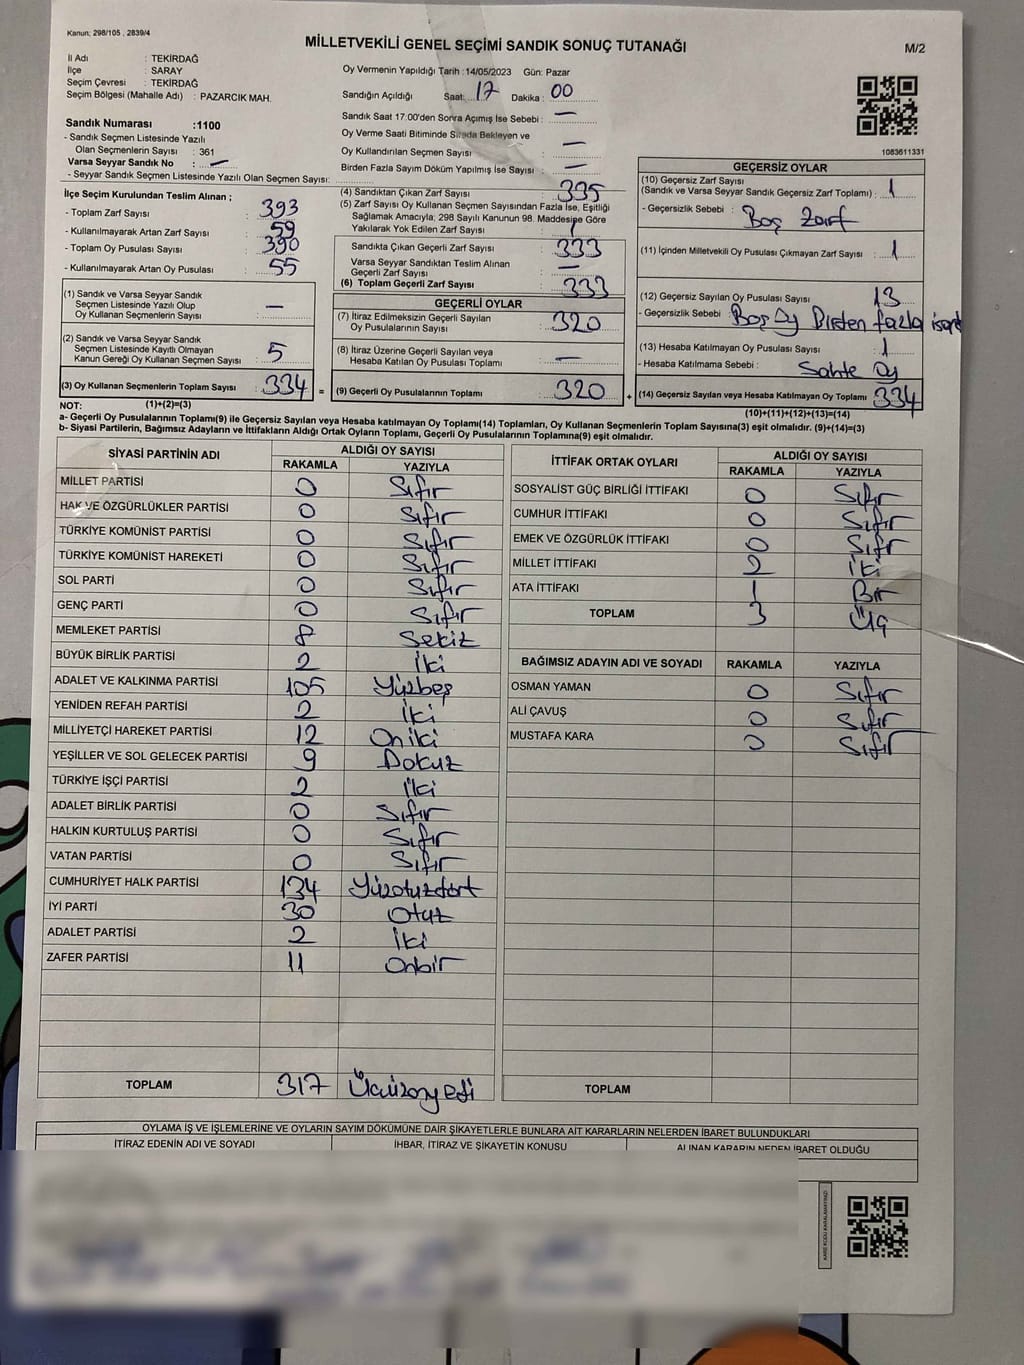 Kanun; 298/105 , 2839/4
MİLLETVEKİLİ GENEL SEÇİMİ SANDIK SONUÇ TUTANAĞI
M/2
İl Adı : TEKİRDAĞ
İlçe : SARAY
Seçim Çevresi : TEKİRDAĞ
Seçim Bölgesi (Mahalle Adı) : PAZARCIK MAH.
Oy Vermenin Yapıldığı Tarih :14/05/2023 Gün: Pazar
Sandığın Açıldığı Saat: 17 Dakika : 00
Sandık Saat 17:00'den Sonra Açımış İse Sebebi : —
Oy Verme Saati Bitiminde Sırada Bekleyen ve
Oy Kullandırılan Seçmen Sayısı : —
Birden Fazla Sayım Döküm Yapılmış İse Sayısı : —
1083611331
Sandık Numarası :1100
- Sandık Seçmen Listesinde Yazılı
Olan Seçmenlerin Sayısı : 361
Varsa Seyyar Sandık No : —
- Seyyar Sandık Seçmen Listesinde Yazılı Olan Seçmen Sayısı:
İlçe Seçim Kurulundan Teslim Alınan ;
- Toplam Zarf Sayısı : 393
- Kullanılmayarak Artan Zarf Sayısı : 59
- Toplam Oy Pusulası Sayısı : 390
- Kullanılmayarak Artan Oy Pusulası : 55
(1) Sandık ve Varsa Seyyar Sandık
Seçmen Listesinde Yazılı Olup
Oy Kullanan Seçmenlerin Sayısı : —
(2) Sandık ve Varsa Seyyar Sandık
Seçmen Listesinde Kayıtlı Olmayan
Kanun Gereği Oy Kullanan Seçmen Sayısı : 5
(3) Oy Kullanan Seçmenlerin Toplam Sayısı : 334 =
(4) Sandıktan Çıkan Zarf Sayısı : 335
(5) Zarf Sayısı Oy Kullanan Seçmen Sayısından Fazla İse, Eşitliği
Sağlamak Amacıyla; 298 Sayılı Kanunun 98. Maddesine Göre
Yakılarak Yok Edilen Zarf Sayısı : 1
Sandıkta Çıkan Geçerli Zarf Sayısı : 333
Varsa Seyyar Sandıktan Teslim Alınan
Geçerli Zarf Sayısı : —
(6) Toplam Geçerli Zarf Sayısı : 333
GEÇERLİ OYLAR
(7) İtiraz Edilmeksizin Geçerli Sayılan
Oy Pusulalarının Sayısı : 320
(8) İtiraz Üzerine Geçerli Sayılan veya
Hesaba Katılan Oy Pusulası Toplamı : —
(9) Geçerli Oy Pusulalarının Toplamı : 320 +
GEÇERSİZ OYLAR
(10) Geçersiz Zarf Sayısı
(Sandık ve Varsa Seyyar Sandık Geçersiz Zarf Toplamı) : 1
- Geçersizlik Sebebi : Boş Zarf
(11) İçinden Milletvekili Oy Pusulası Çıkmayan Zarf Sayısı : 1
(12) Geçersiz Sayılan Oy Pusulası Sayısı : 13
- Geçersizlik Sebebi : Boş Oy Birden fazla işaret
(13) Hesaba Katılmayan Oy Pusulası Sayısı : 1
- Hesaba Katılmama Sebebi : Sahte Oy
(14) Geçersiz Sayılan veya Hesaba Katılmayan Oy Toplamı : 334
NOT: (1)+(2)=(3)
(10)+(11)+(12)+(13)=(14)
a- Geçerli Oy Pusulalarının Toplamı(9) ile Geçersiz Sayılan veya Hesaba katılmayan Oy Toplamı(14) Toplamları, Oy Kullanan Seçmenlerin Toplam Sayısına(3) eşit olmalıdır. (9)+(14)=(3)
b- Siyasi Partilerin, Bağımsız Adayların ve İttifakların Aldığı Ortak Oyların Toplamı, Geçerli Oy Pusulalarının Toplamına(9) eşit olmalıdır.
SİYASİ PARTİNİN ADI ALDIĞI OY SAYISI
RAKAMLA YAZIYLA
MİLLET PARTİSİ 0 Sıfır
HAK VE ÖZGÜRLÜKLER PARTİSİ 0 Sıfır
TÜRKİYE KOMÜNİST PARTİSİ 0 Sıfır
TÜRKİYE KOMÜNİST HAREKETİ 0 Sıfır
SOL PARTİ 0 Sıfır
GENÇ PARTİ 0 Sıfır
MEMLEKET PARTİSİ 8 Sekiz
BÜYÜK BİRLİK PARTİSİ 2 İki
ADALET VE KALKINMA PARTİSİ 105 Yüzbeş
YENİDEN REFAH PARTİSİ 2 İki
MİLLİYETÇİ HAREKET PARTİSİ 12 Oniki
YEŞİLLER VE SOL GELECEK PARTİSİ 9 Dokuz
TÜRKİYE İŞÇİ PARTİSİ 2 İki
ADALET BİRLİK PARTİSİ 0 Sıfır
HALKIN KURTULUŞ PARTİSİ 0 Sıfır
VATAN PARTİSİ 0 Sıfır
CUMHURİYET HALK PARTİSİ 134 Yüzotuzdört
İYİ PARTİ 30 Otuz
ADALET PARTİSİ 2 İki
ZAFER PARTİSİ 11 Onbir
TOPLAM 317 Üçyüzonyedi
İTTİFAK ORTAK OYLARI ALDIĞI OY SAYISI
RAKAMLA YAZIYLA
SOSYALİST GÜÇ BİRLİĞİ İTTİFAKI 0 Sıfır
CUMHUR İTTİFAKI 0 Sıfır
EMEK VE ÖZGÜRLÜK İTTİFAKI 0 Sıfır
MİLLET İTTİFAKI 2 İki
ATA İTTİFAKI 1 Bir
TOPLAM 3 Üç
BAĞIMSIZ ADAYIN ADI VE SOYADI RAKAMLA YAZIYLA
OSMAN YAMAN 0 Sıfır
ALİ ÇAVUŞ 0 Sıfır
MUSTAFA KARA 0 Sıfır
TOPLAM
OYLAMA İŞ VE İŞLEMLERİNE VE OYLARIN SAYIM DÖKÜMÜNE DAİR ŞİKAYETLERLE BUNLARA AİT KARARLARIN NELERDEN İBARET BULUNDUKLARI
İTİRAZ EDENİN ADI VE SOYADI İHBAR, İTİRAZ VE ŞİKAYETİN KONUSU ALINAN KARARIN NEDEN İBARET OLDUĞU